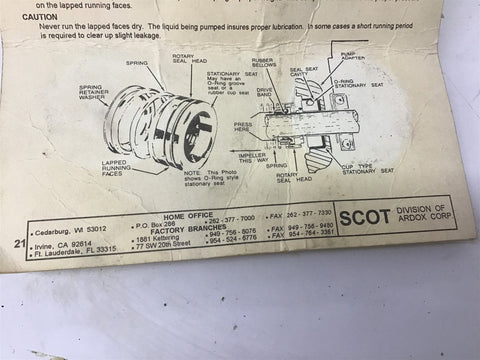 on the lapped running faces.
CAUTION
Never run the lapped faces dry. The liquid being pumped insures proper lubrication. In some cases a short running period
is required to clear up slight leakage.
SPRING
ROTARY
SEAL HEAD
SPRING
RETAINER
WASHER
STATIONARY SEAT
May have an
O-Ring groove
seal, or a
rubber cup seat
LAPPED
RUNNING
FACES
NOTE: This Photo
shows O-Ring style
stationary seat.
RUBBER
BELLOWS
SEAL SEAT
CAVITY
PUMP
ADAPTER
O-RING
STATIONARY SEAT
DRIVE
BAND
PRESS
HERE
IMPELLER
THIS WAY
SPRING
ROTARY
SEAL HEAD
CUP TYPE
STATIONARY SEAT
HOME OFFICE
• Cedarburg, WI 53012 • P.O. Box 286 • 262 - 377 - 7000 • FAX 262 - 377 - 7330
FACTORY BRANCHES
• Irvine, CA 92614 • 1881 Kettering • 949 - 756 - 8076 • FAX 949 - 756 - 9480
• Ft. Lauderdale, FL 33315 • 77 SW 20th Street • 954 - 524 - 6776 • FAX 954 - 764 - 3361
SCOT DIVISION OF
ARDOX CORP.
21